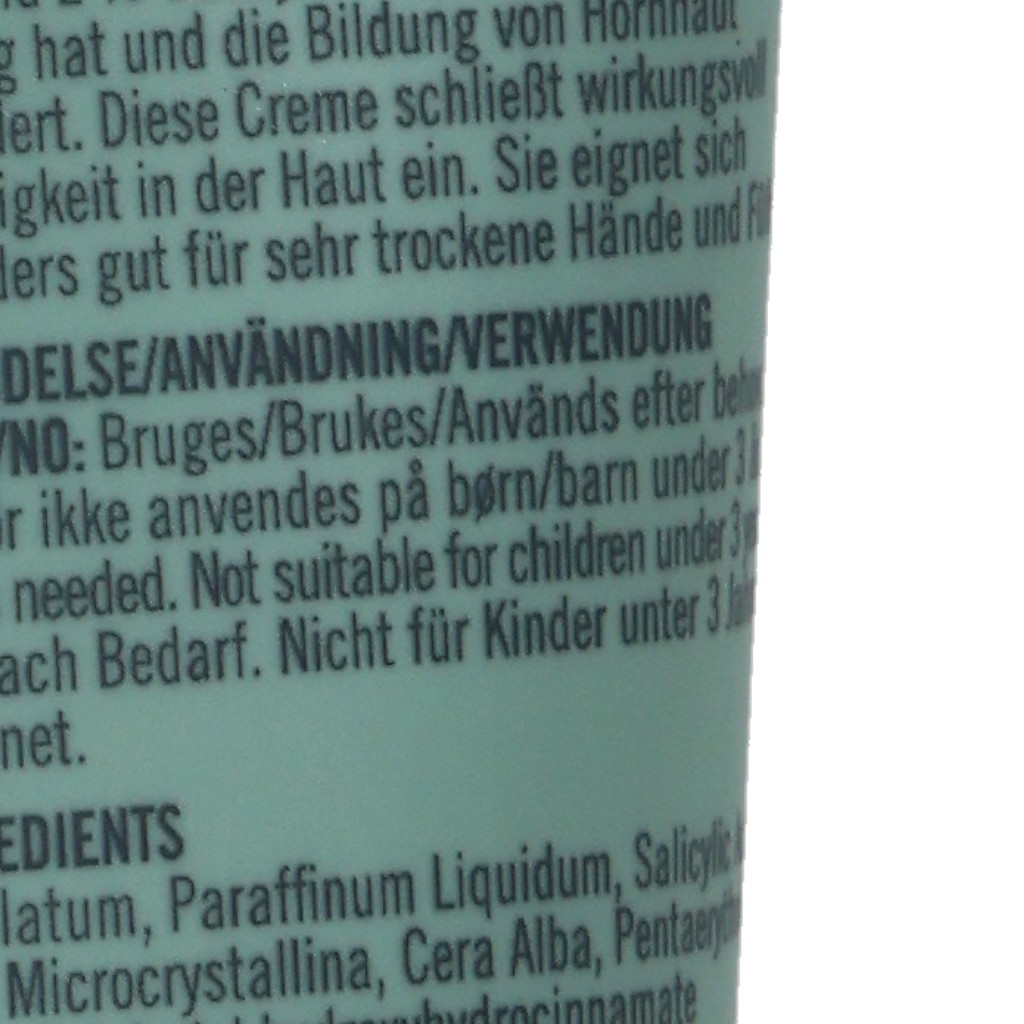 hat und die Bildung von Hornhaut
Diese Creme schließt wirkungsvoll
in der Haut ein. Sie eignet sich
gut für sehr trockene Hände und
DELSE/ANVÄNDNING/VERWENDUNG
/NO: Bruges/Brukes/Används efter
ikke anvendes på børn/barn under 3
needed. Not suitable for children under 3
ach Bedarf. Nicht für Kinder unter 3
net.
EDIENTS
latum, Paraffinum Liquidum, Salicylic
Microcrystallina, Cera Alba,